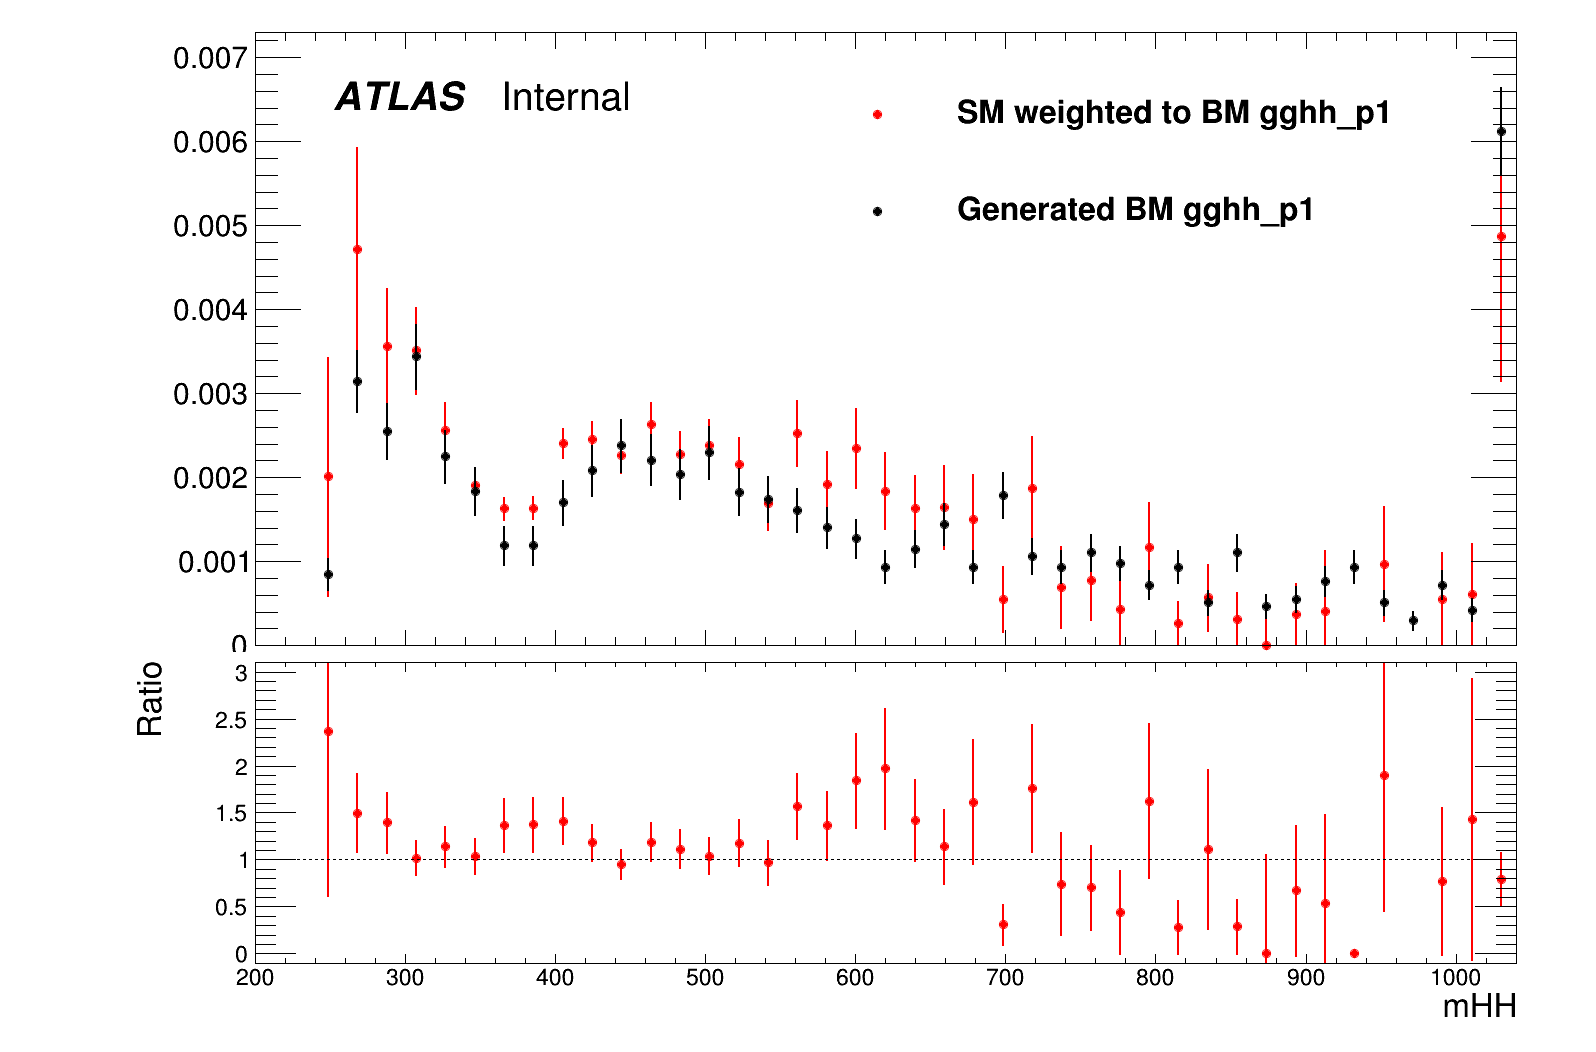 0.007
ATLAS Internal
SM weighted to BM gghh_p1
0.006
0.005
Generated BM gghh_p1
0.004
0.003
0.002
0.001
0
Ratio
3
2.5
2
1.5
1
0.5
0
200 300 400 500 600 700 800 900 1000
mHH